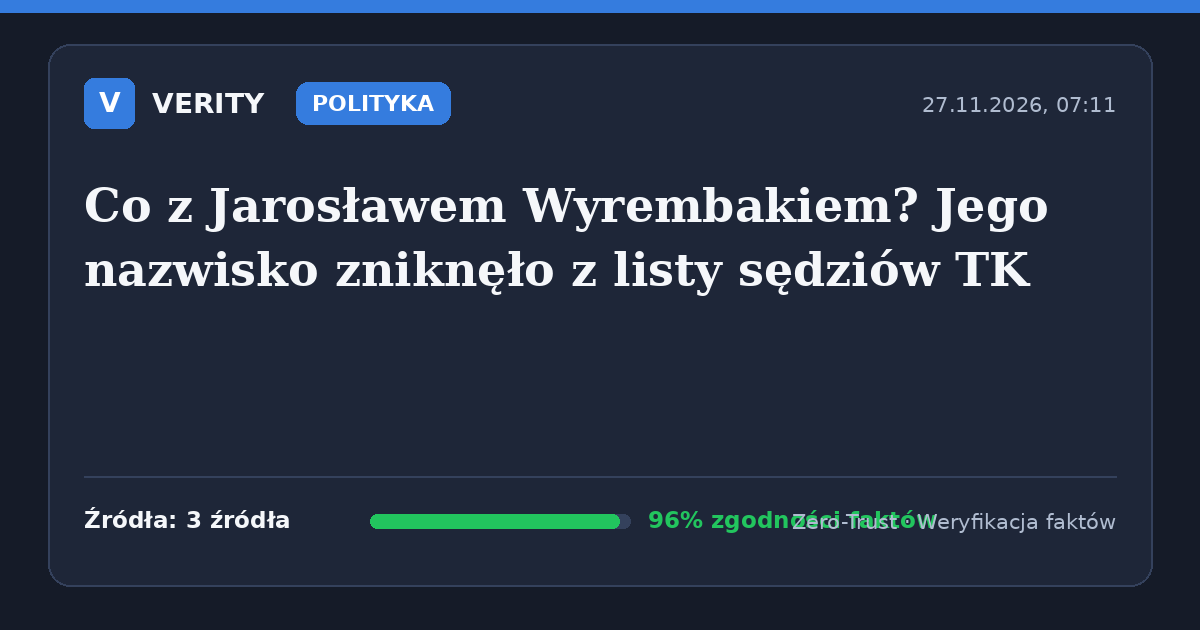 V VERITY POLITYKA 27.11.2026, 07:11
Co z Jarosławem Wyrembakiem? Jego
nazwisko zniknęło z listy sędziów TK
Źródła: 3 źródła 96% zgodności faktów Zero-Trust · Weryfikacja faktów